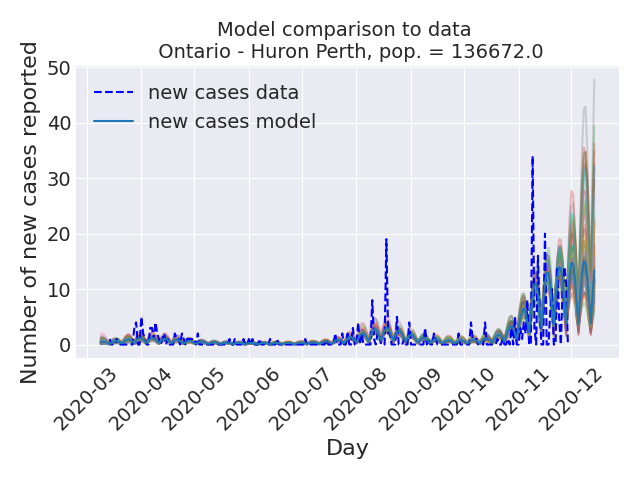 Model comparison to data
Ontario - Huron Perth, pop. = 136672.0
Number of new cases reported
50
40
30
20
10
0
new cases data
new cases model
2020-03
2020-04
2020-05
2020-06
2020-07
2020-08
2020-09
2020-10
2020-11
2020-12
Day